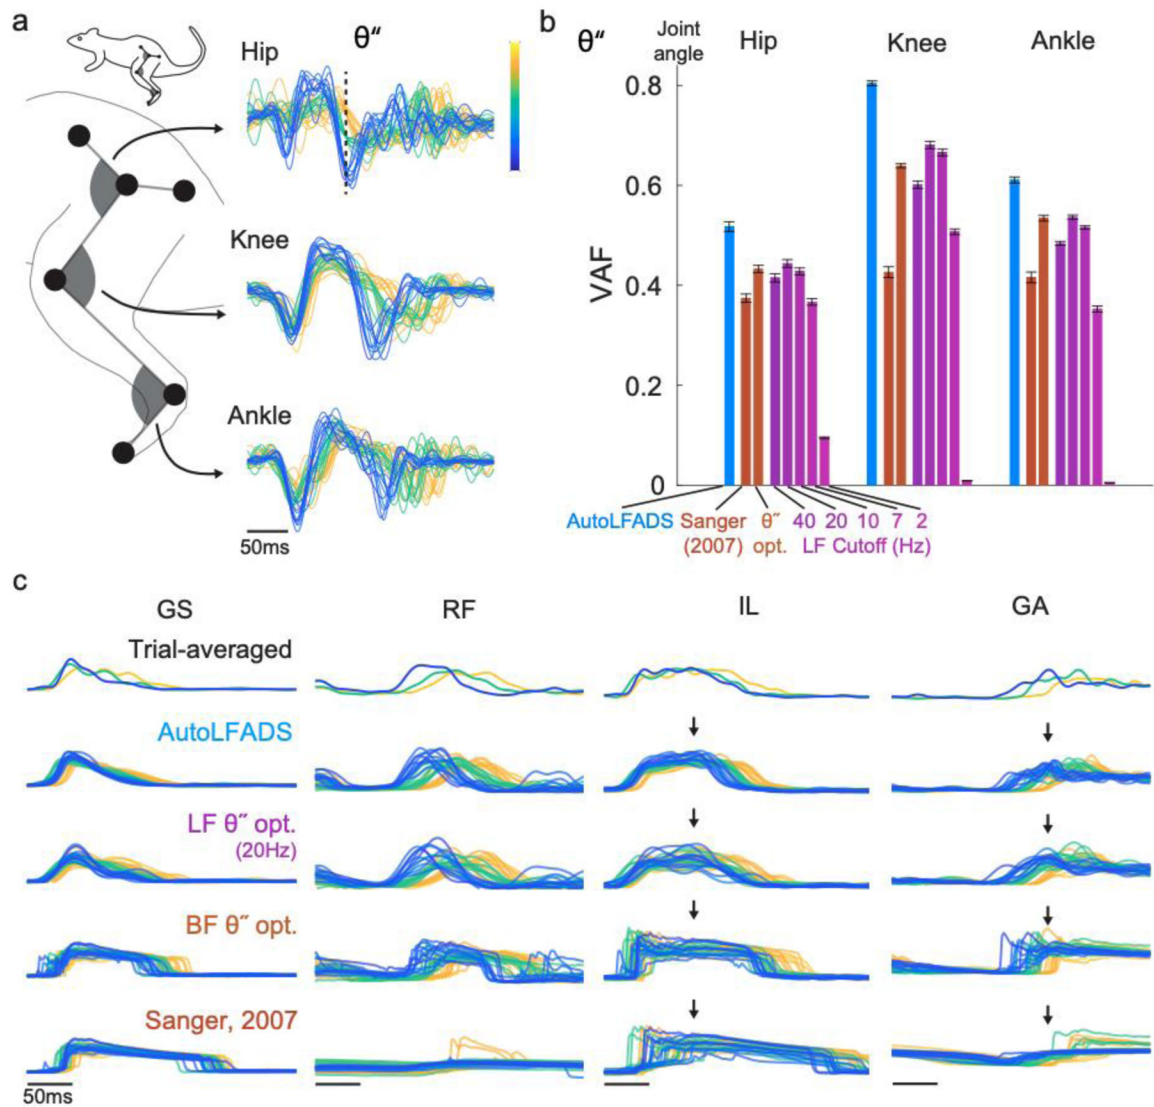 a
Hip
θ"
Knee
Ankle
50ms
b
θ"
Joint
angle
Hip
Knee
Ankle
VAF
0.8
0.6
0.4
0.2
0
AutoLFADS
Sanger
(2007)
θ″
opt.
40 20 10 7 2
LF Cutoff (Hz)
c
GS RF IL GA
Trial-averaged
AutoLFADS
LF θ″ opt.
(20Hz)
BF θ″ opt.
Sanger, 2007
50ms